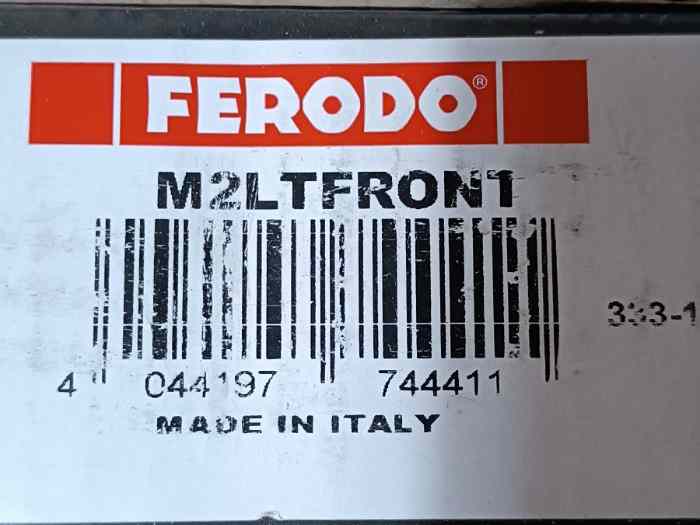 FERODO®
M2LTFRONT
4 044197 744411
MADE IN ITALY